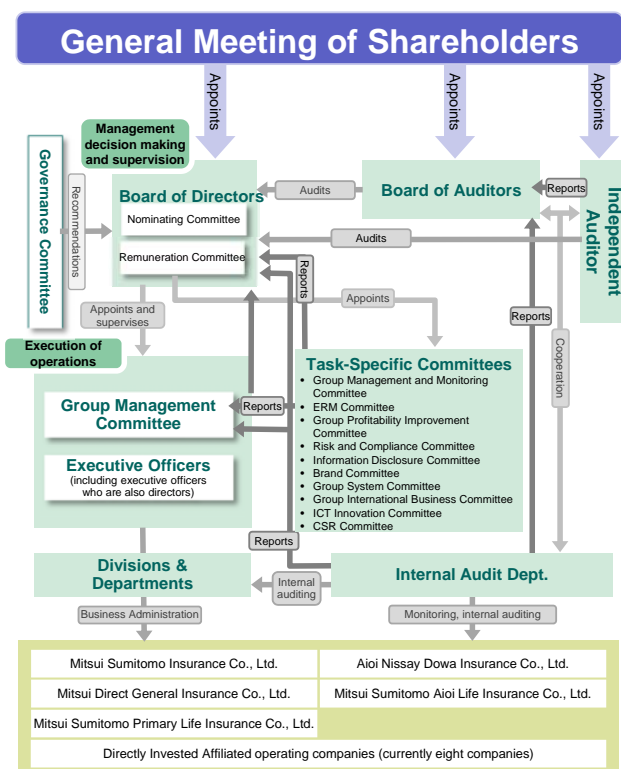 General Meeting of Shareholders
Appoints
Appoints
Appoints
Management
decision making
and supervision
Governance Committee
Recommendations
Board of Directors
Nominating Committee
Remuneration Committee
Audits
Board of Auditors
Reports
Independent
Auditor
Audits
Reports
Reports
Cooperation
Appoints and
supervises
Appoints
Execution of
operations
Group Management
Committee
Reports
Executive Officers
(including executive officers
who are also directors)
Task-Specific Committees
• Group Management and Monitoring
Committee
• ERM Committee
• Group Profitability Improvement
Committee
• Risk and Compliance Committee
• Information Disclosure Committee
• Brand Committee
• Group System Committee
• Group International Business Committee
• ICT Innovation Committee
• CSR Committee
Reports
Divisions &
Departments
Internal
auditing
Internal Audit Dept.
Business Administration
Monitoring, internal auditing
Mitsui Sumitomo Insurance Co., Ltd.
Aioi Nissay Dowa Insurance Co., Ltd.
Mitsui Direct General Insurance Co., Ltd.
Mitsui Sumitomo Aioi Life Insurance Co., Ltd.
Mitsui Sumitomo Primary Life Insurance Co., Ltd.
Directly Invested Affiliated operating companies (currently eight companies)